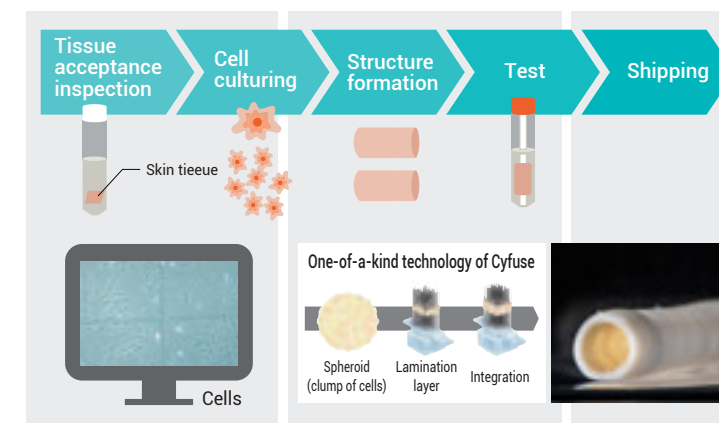 Tissue
acceptance
inspection
Cell
culturing
Structure
formation
Test
Shipping
Skin tieeue
One-of-a-kind technology of Cyfuse
Spheroid
(clump of cells)
Lamination
layer
Integration
Cells